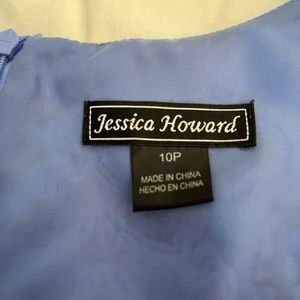 Jessica Howard
10P
MADE IN CHINA
HECHO EN CHINA